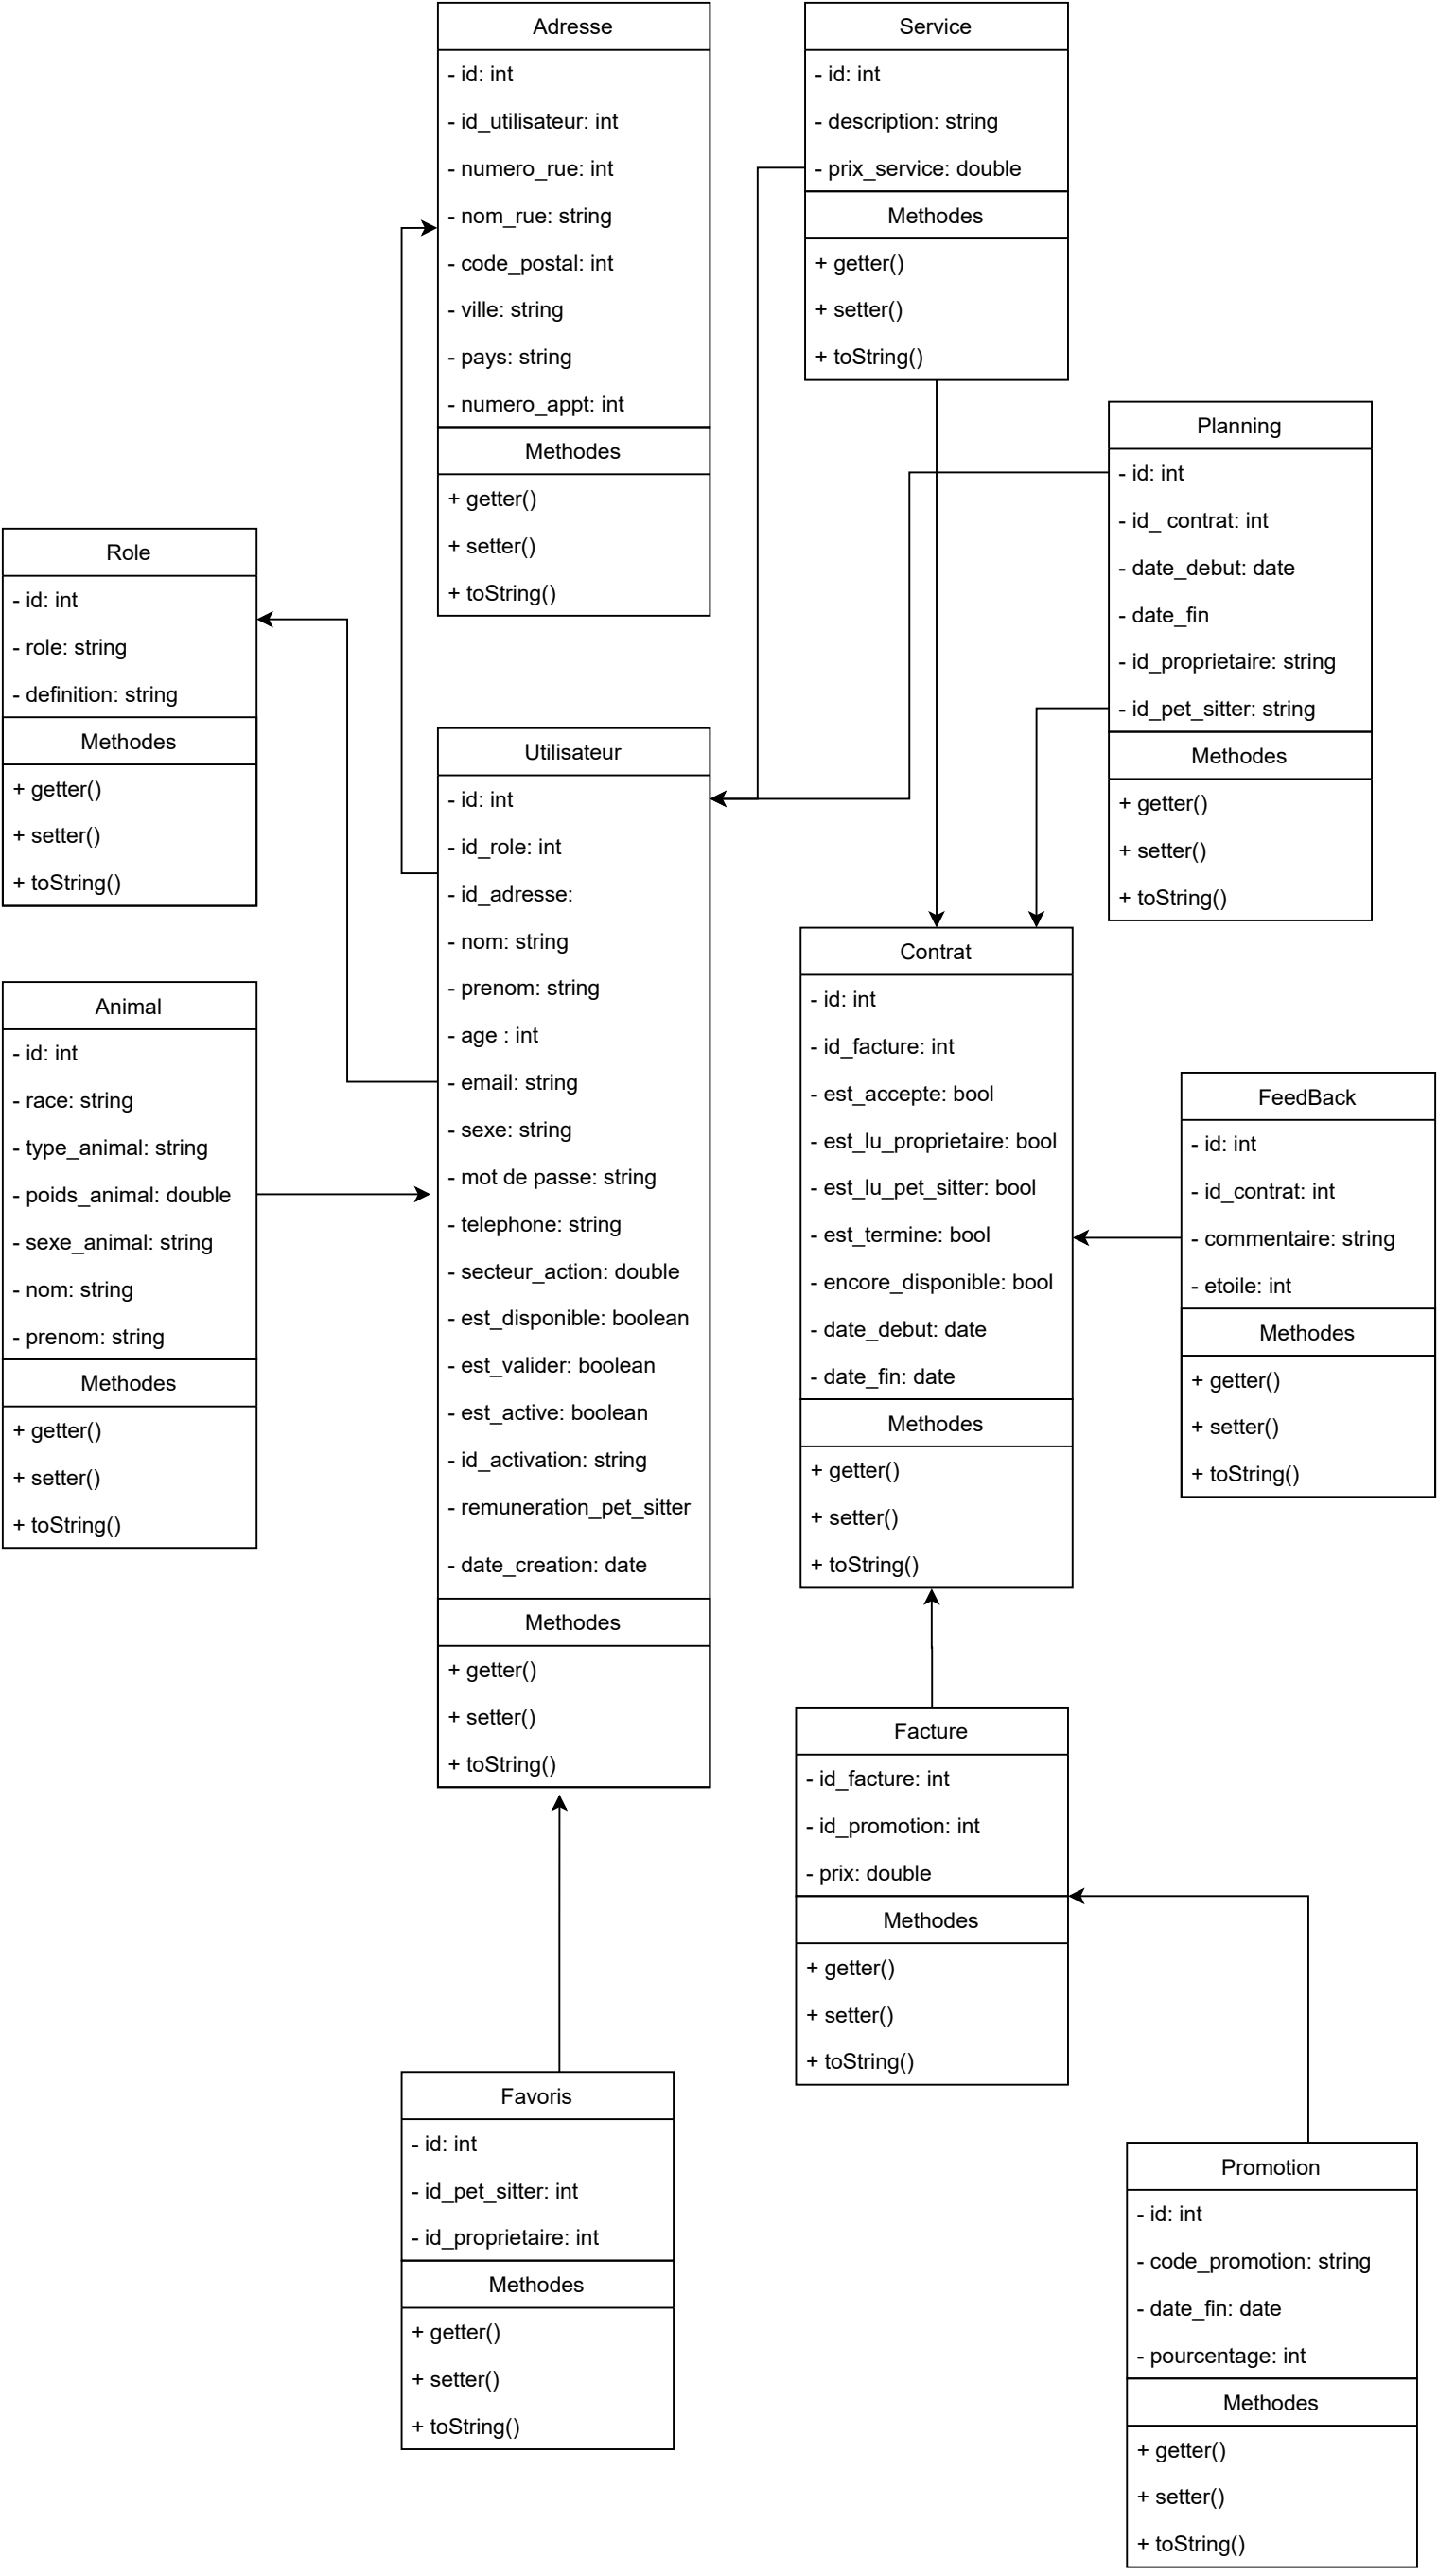 Adresse
- id: int
- id_utilisateur: int
- numero_rue: int
- nom_rue: string
- code_postal: int
- ville: string
- pays: string
- numero_appt: int
Methodes
+ getter()
+ setter()
+ toString()
Service
- id: int
- description: string
- prix_service: double
Methodes
+ getter()
+ setter()
+ toString()
Planning
- id: int
- id_ contrat: int
- date_debut: date
- date_fin
- id_proprietaire: string
- id_pet_sitter: string
Methodes
+ getter()
+ setter()
+ toString()
Role
- id: int
- role: string
- definition: string
Methodes
+ getter()
+ setter()
+ toString()
Utilisateur
- id: int
- id_role: int
- id_adresse:
- nom: string
- prenom: string
- age : int
- email: string
- sexe: string
- mot de passe: string
- telephone: string
- secteur_action: double
- est_disponible: boolean
- est_valider: boolean
- est_active: boolean
- id_activation: string
- remuneration_pet_sitter
- date_creation: date
Methodes
+ getter()
+ setter()
+ toString()
Contrat
- id: int
- id_facture: int
- est_accepte: bool
- est_lu_proprietaire: bool
- est_lu_pet_sitter: bool
- est_termine: bool
- encore_disponible: bool
- date_debut: date
- date_fin: date
Methodes
+ getter()
+ setter()
+ toString()
Animal
- id: int
- race: string
- type_animal: string
- poids_animal: double
- sexe_animal: string
- nom: string
- prenom: string
Methodes
+ getter()
+ setter()
+ toString()
FeedBack
- id: int
- id_contrat: int
- commentaire: string
- etoile: int
Methodes
+ getter()
+ setter()
+ toString()
Facture
- id_facture: int
- id_promotion: int
- prix: double
Methodes
+ getter()
+ setter()
+ toString()
Favoris
- id: int
- id_pet_sitter: int
- id_proprietaire: int
Methodes
+ getter()
+ setter()
+ toString()
Promotion
- id: int
- code_promotion: string
- date_fin: date
- pourcentage: int
Methodes
+ getter()
+ setter()
+ toString()